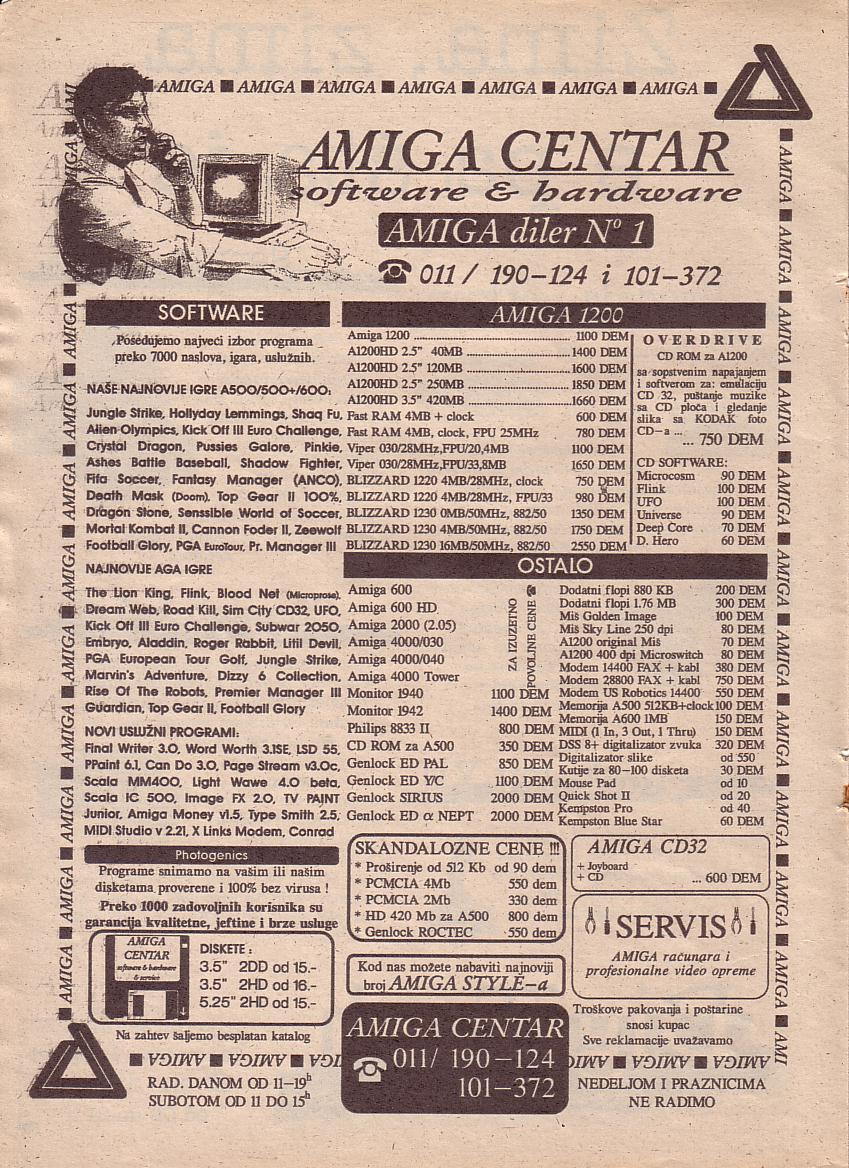 AMIGA ■ AMIGA ■ AMIGA ■ AMIGA ■ AMIGA ■ AMIGA ■ AMIGA ■
AMIGA CENTAR
software & hardware
AMIGA diler Nº 1
☎ 011 / 190-124 i 101-372
SOFTWARE
Posedujemo najveći izbor programa
preko 7000 naslova, igara, uslužnih.
NAŠE NAJNOVIJE IGRE A500/500+/600:
Jungle Strike, Hollyday Lemmings, Shaq Fu,
Alien Olympics, Kick Off III Euro Challenge,
Crystal Dragon, Pussies Galore, Pinkie,
Ashes Battle Baseball, Shadow Fighter,
Fifa Soccer, Fantasy Manager (ANCO),
Death Mask (Doom), Top Gear II 100%,
Dragon Stone, Senssible World of Soccer,
Mortal Kombat II, Cannon Foder II, Zeewolf
Football Glory, PGA EuroTour, Pr. Manager III
NAJNOVIJE AGA IGRE
The Lion King, Flink, Blood Net (Microprose),
Dream Web, Road Kill, Sim City CD32, UFO,
Kick Off III Euro Challenge, Subwar 2050,
Embryo, Aladdin, Roger Rabbit, Litil Devil,
PGA European Tour Golf, Jungle Strike,
Marvin's Adventure, Dizzy 6 Collection,
Rise Of The Robots, Premier Manager III
Guardian, Top Gear II, Football Glory
NOVI USLUŽNI PROGRAMI:
Final Writer 3.0, Word Worth 3.1SE, LSD 55,
PPaint 6.1, Can Do 3.0, Page Stream v3.0c,
Scala MM400, Light Wawe 4.0 beta,
Scala IC 500, Image FX 2.0, TV PAINT
Junior, Amiga Money v1.5, Type Smith 2.5,
MIDI Studio v 2.21, X Links Modem, Conrad
Photogenics
Programe snimamo na vašim ili našim
disketama proverene i 100% bez virusa !
Preko 1000 zadovoljnih korisnika su
garancija kvalitetne, jeftine i brze usluge
AMIGA
CENTAR
software & hardware
& service
DISKETE :
3.5" 2DD od 15.-
3.5" 2HD od 16.-
5.25" 2HD od 15.-
Na zahtev šaljemo besplatan katalog
AMIGA 1200
Amiga 1200 ........ 1100 DEM
A1200HD 2.5" 40MB ........ 1400 DEM
A1200HD 2.5" 120MB ........ 1600 DEM
A1200HD 2.5" 250MB ........ 1850 DEM
A1200HD 3.5" 420MB ........ 1660 DEM
Fast RAM 4MB + clock 600 DEM
Fast RAM 4MB, clock, FPU 25MHz 780 DEM
Viper 030/28MHz,FPU/20,4MB 1100 DEM
Viper 030/28MHz,FPU/33,8MB 1650 DEM
BLIZZARD 1220 4MB/28MHz, clock 750 DEM
BLIZZARD 1220 4MB/28MHz, FPU/33 980 DEM
BLIZZARD 1230 0MB/50MHz, 882/50 1350 DEM
BLIZZARD 1230 4MB/50MHz, 882/50 1750 DEM
BLIZZARD 1230 16MB/50MHz, 882/50 2550 DEM
OVERDRIVE
CD ROM za A1200
sa sopstvenim napajanjem
i softverom za: emulaciju
CD 32, puštanje muzike
sa CD ploča i gledanje
slika sa KODAK foto
CD-a ...
... 750 DEM
CD SOFTWARE:
Microcosm 90 DEM
Flink 100 DEM
UFO 100 DEM
Universe 90 DEM
Deep Core 70 DEM
D. Hero 60 DEM
OSTALO
Amiga 600
Amiga 600 HD
Amiga 2000 (2.05)
Amiga 4000/030
Amiga 4000/040
Amiga 4000 Tower
ZA IZUZETNO
POVOLJNE CENE
Monitor 1940 1100 DEM
Monitor 1942 1400 DEM
Philips 8833 II 800 DEM
CD ROM za A500 350 DEM
Genlock ED PAL 850 DEM
Genlock ED Y/C 1100 DEM
Genlock SIRIUS 2000 DEM
Genlock ED α NEPT 2000 DEM
Dodatni flopi 880 KB 200 DEM
Dodatni flopi 1.76 MB 300 DEM
Miš Golden Image 100 DEM
Miš Sky Line 250 dpi 80 DEM
A1200 original Miš 70 DEM
A1200 400 dpi Microswitch 80 DEM
Modem 14400 FAX + kabl 380 DEM
Modem 28800 FAX + kabl 750 DEM
Modem US Robotics 14400 550 DEM
Memorija A500 512KB+clock 100 DEM
Memorija A600 1MB 150 DEM
MIDI (1 In, 3 Out, 1 Thru) 150 DEM
DSS 8+ digitalizator zvuka 320 DEM
Digitalizator slike od 550
Kutije za 80-100 disketa 30 DEM
Mouse Pad od 10
Quick Shot II od 20
Kempston Pro od 40
Kempston Blue Star 60 DEM
SKANDALOZNE CENE !!!
* Proširenje od 512 Kb od 90 dem
* PCMCIA 4Mb 550 dem
* PCMCIA 2Mb 330 dem
* HD 420 Mb za A500 800 dem
* Genlock ROCTEC 550 dem
AMIGA CD32
+ Joyboard
+ CD ... 600 DEM
SERVIS
AMIGA računara i
profesionalne video opreme
Kod nas možete nabaviti najnoviji
broj AMIGA STYLE-a
Troškove pakovanja i poštarine
snosi kupac
Sve reklamacije uvažavamo
AMIGA CENTAR
☎ 011/ 190-124
101-372
RAD. DANOM OD 11-19h
SUBOTOM OD 11 DO 15h
NEDELJOM I PRAZNICIMA
NE RADIMO